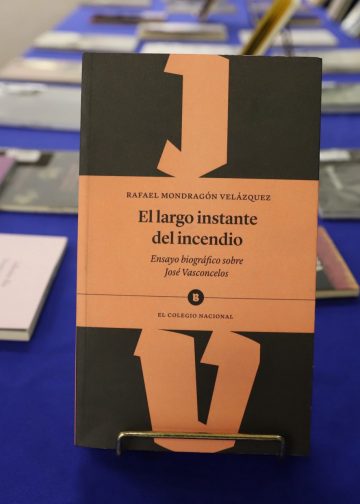 J
RAFAEL MONDRAGÓN VELÁZQUEZ
El largo instante
del incendio
Ensayo biográfico sobre
José Vasconcelos
B
EL COLEGIO NACIONAL
V